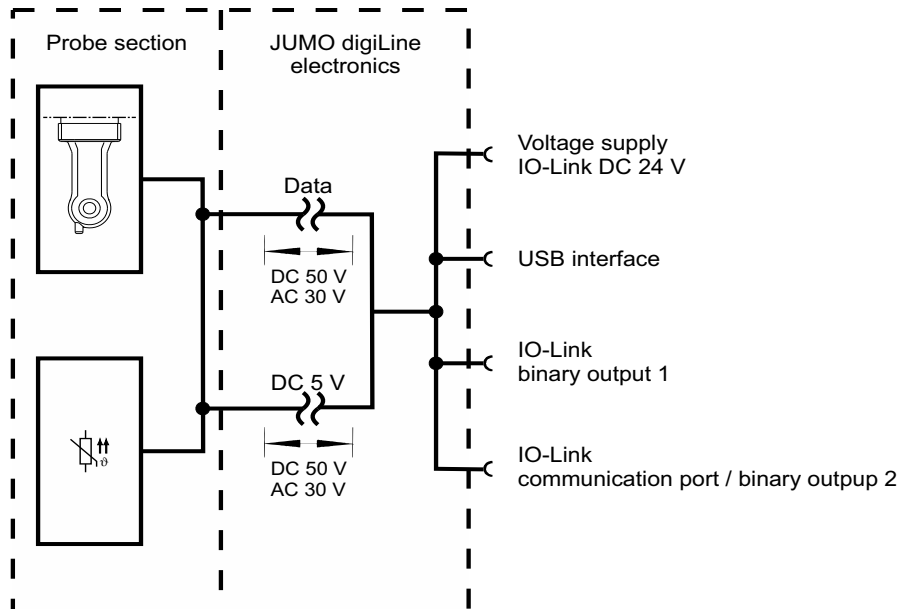 Probe section
JUMO digiLine
electronics
Data
DC 50 V
AC 30 V
DC 5 V
DC 50 V
AC 30 V
ϑ
Voltage supply
IO-Link DC 24 V
USB interface
IO-Link
binary output 1
IO-Link
communication port / binary outpup 2